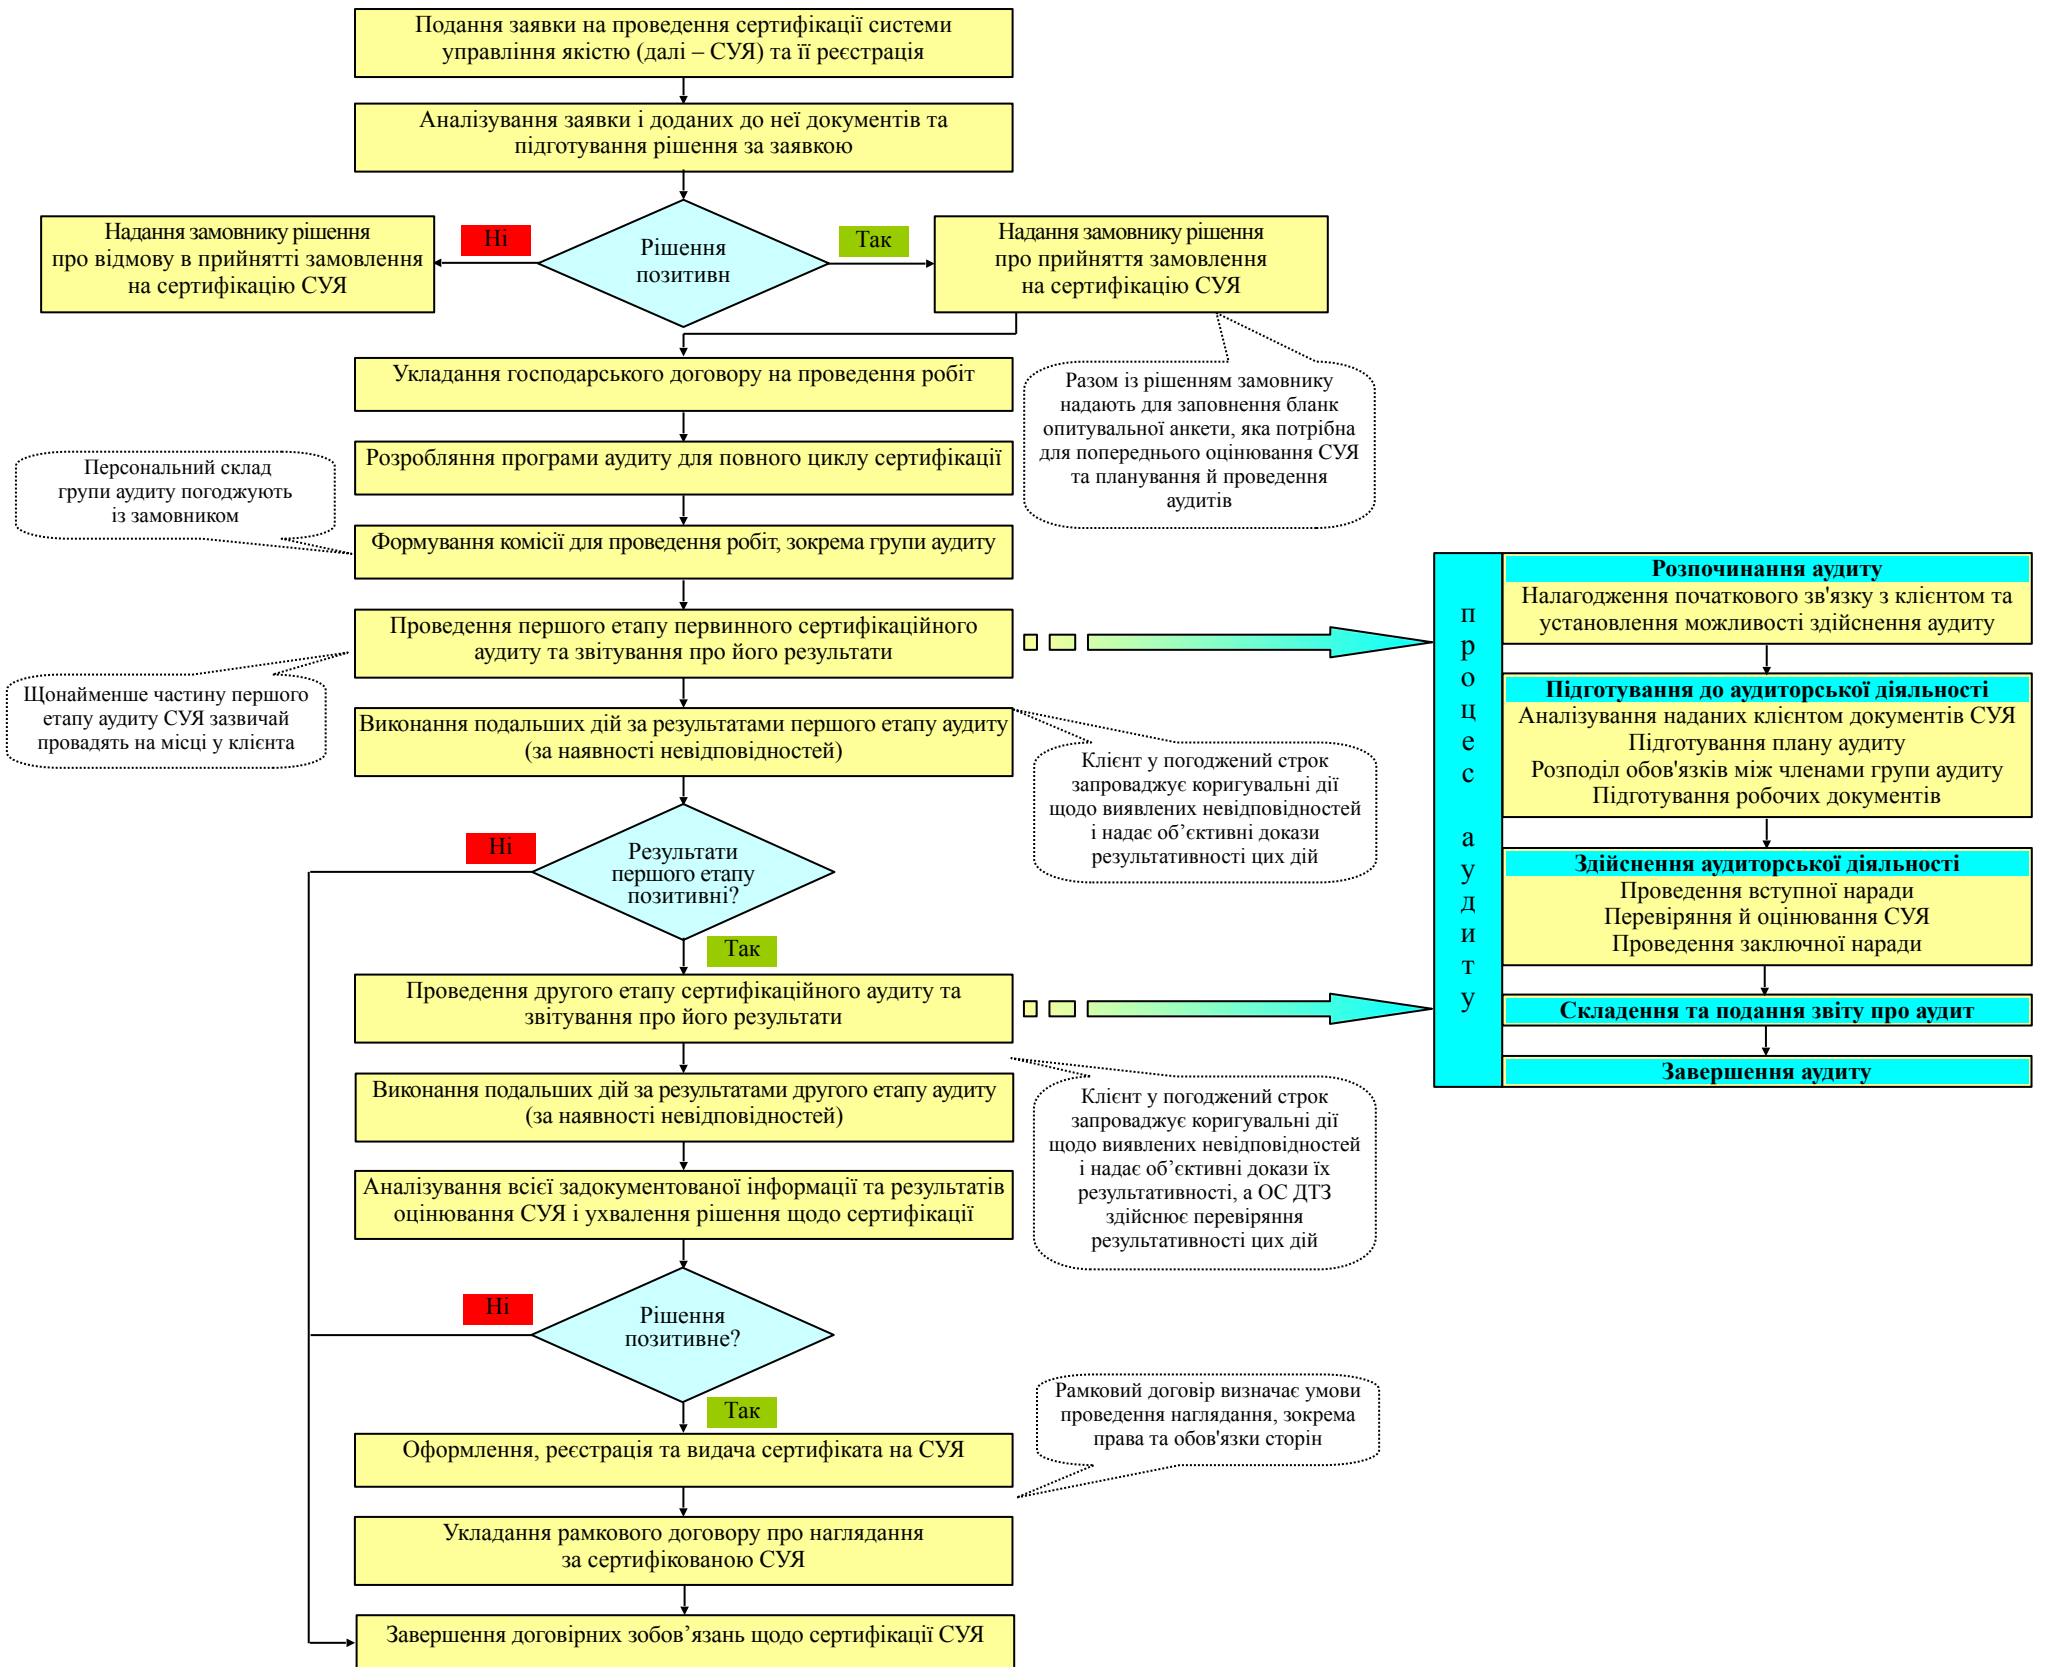 Подання заявки на проведення сертифікації системи
управління якістю (далі – СУЯ) та її реєстрація
Аналізування заявки і доданих до неї документів та
підготування рішення за заявкою
Надання замовнику рішення
про відмову в прийнятті замовлення
на сертифікацію СУЯ
Ні
Рішення
позитивн
Так
Надання замовнику рішення
про прийняття замовлення
на сертифікацію СУЯ
Укладання господарського договору на проведення робіт
Разом із рішенням замовнику
надають для заповнення бланк
опитувальної анкети, яка потрібна
для попереднього оцінювання СУЯ
та планування й проведення
аудитів
Розробляння програми аудиту для повного циклу сертифікації
Персональний склад
групи аудиту погоджують
із замовником
Формування комісії для проведення робіт, зокрема групи аудиту
Проведення першого етапу первинного сертифікаційного
аудиту та звітування про його результати
Щонайменше частину першого
етапу аудиту СУЯ зазвичай
провадять на місці у клієнта
Виконання подальших дій за результатами першого етапу аудиту
(за наявності невідповідностей)
Клієнт у погоджений строк
запроваджує коригувальні дії
щодо виявлених невідповідностей
і надає об’єктивні докази
результативності цих дій
Ні
Результати
першого етапу
позитивні?
Так
Проведення другого етапу сертифікаційного аудиту та
звітування про його результати
Виконання подальших дій за результатами другого етапу аудиту
(за наявності невідповідностей)
Клієнт у погоджений строк
запроваджує коригувальні дії
щодо виявлених невідповідностей
і надає об’єктивні докази їх
результативності, а ОС ДТЗ
здійснює перевіряння
результативності цих дій
Аналізування всієї задокументованої інформації та результатів
оцінювання СУЯ і ухвалення рішення щодо сертифікації
Ні
Рішення
позитивне?
Так
Рамковий договір визначає умови
проведення наглядання, зокрема
права та обов'язки сторін
Оформлення, реєстрація та видача сертифіката на СУЯ
Укладання рамкового договору про наглядання
за сертифікованою СУЯ
Завершення договірних зобов’язань щодо сертифікації СУЯ
процес аудиту
Розпочинання аудиту
Налагодження початкового зв'язку з клієнтом та
установлення можливості здійснення аудиту
Підготування до аудиторської діяльності
Аналізування наданих клієнтом документів СУЯ
Підготування плану аудиту
Розподіл обов'язків між членами групи аудиту
Підготування робочих документів
Здійснення аудиторської діяльності
Проведення вступної наради
Перевіряння й оцінювання СУЯ
Проведення заключної наради
Складення та подання звіту про аудит
Завершення аудиту